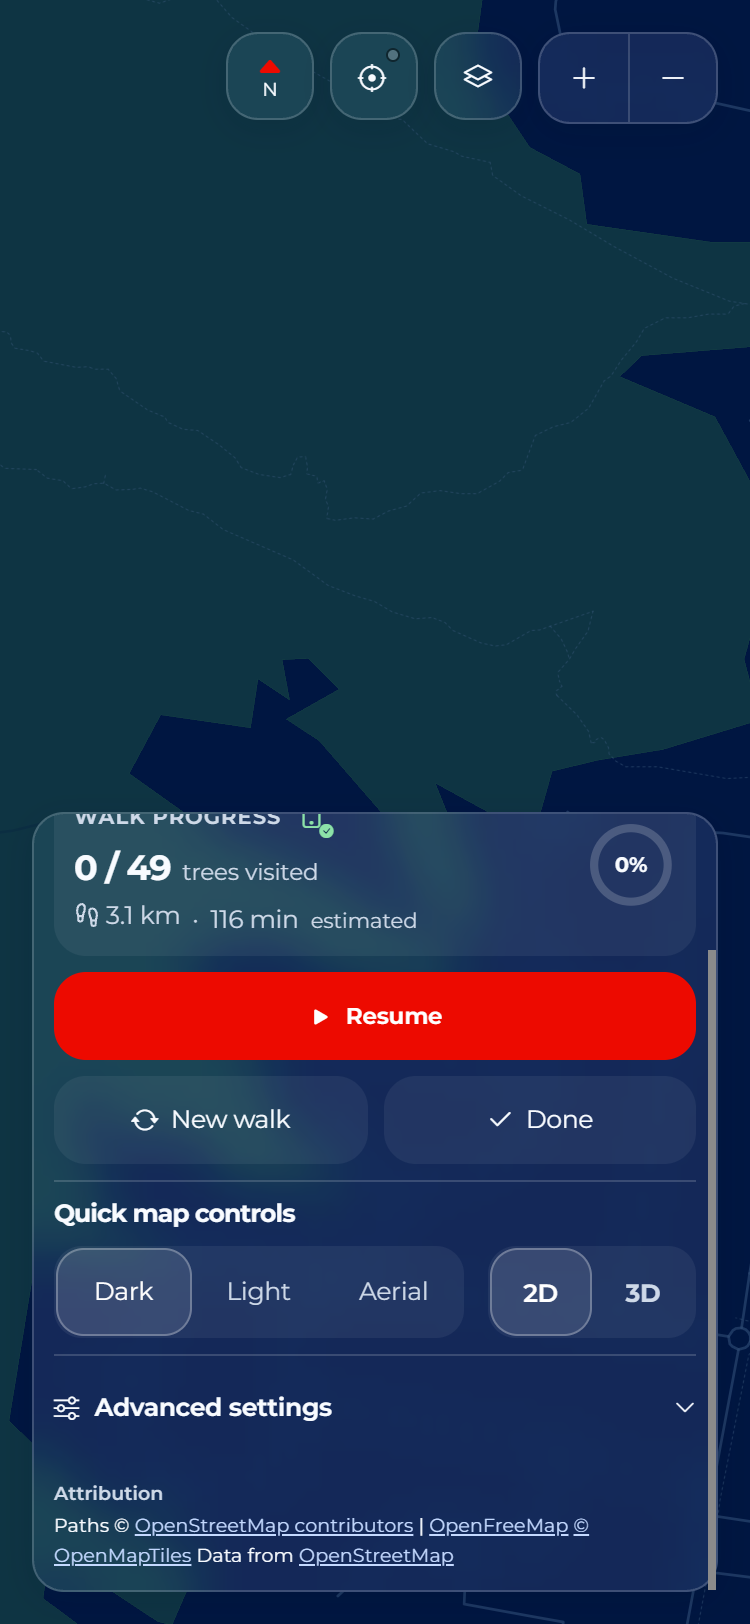 N
WALK PROGRESS
0 / 49 trees visited
0%
3.1 km · 116 min estimated
Resume
New walk
Done
Quick map controls
Dark Light Aerial 2D 3D
Advanced settings
Attribution
Paths © OpenStreetMap contributors | OpenFreeMap ©
OpenMapTiles Data from OpenStreetMap